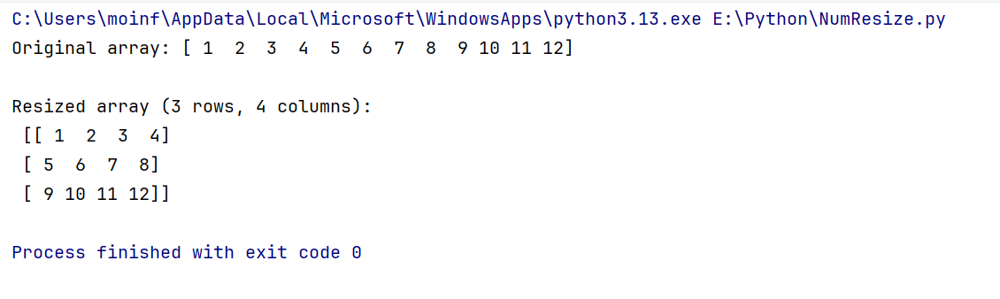 C:\Users\moinf\AppData\Local\Microsoft\WindowsApps\python3.13.exe E:\Python\NumResize.py
Original array: [ 1  2  3  4  5  6  7  8  9 10 11 12]
Resized array (3 rows, 4 columns):
 [[ 1  2  3  4]
 [ 5  6  7  8]
 [ 9 10 11 12]]
Process finished with exit code 0